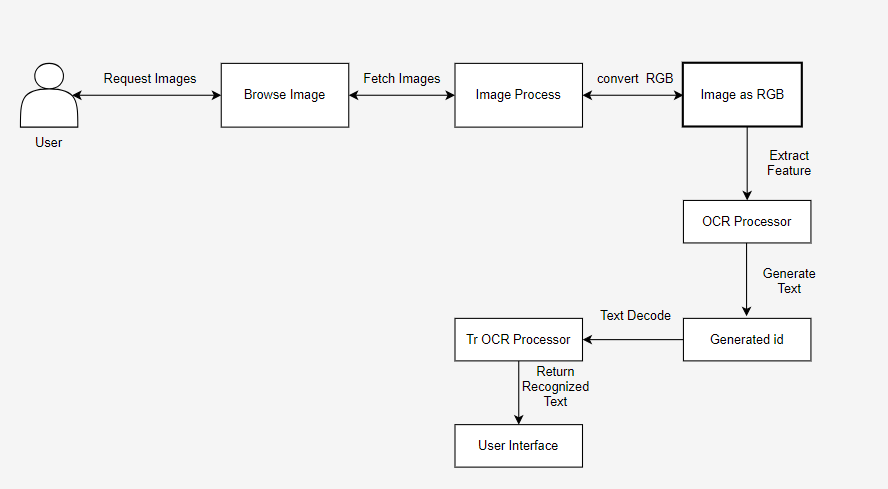 Request Images
Fetch Images
convert  RGB
Browse Image
Image Process
Image as RGB
User
Extract
Feature
OCR Processor
Generate
Text
Text Decode
Tr OCR Processor
Generated id
Return
Recognized
Text
User Interface